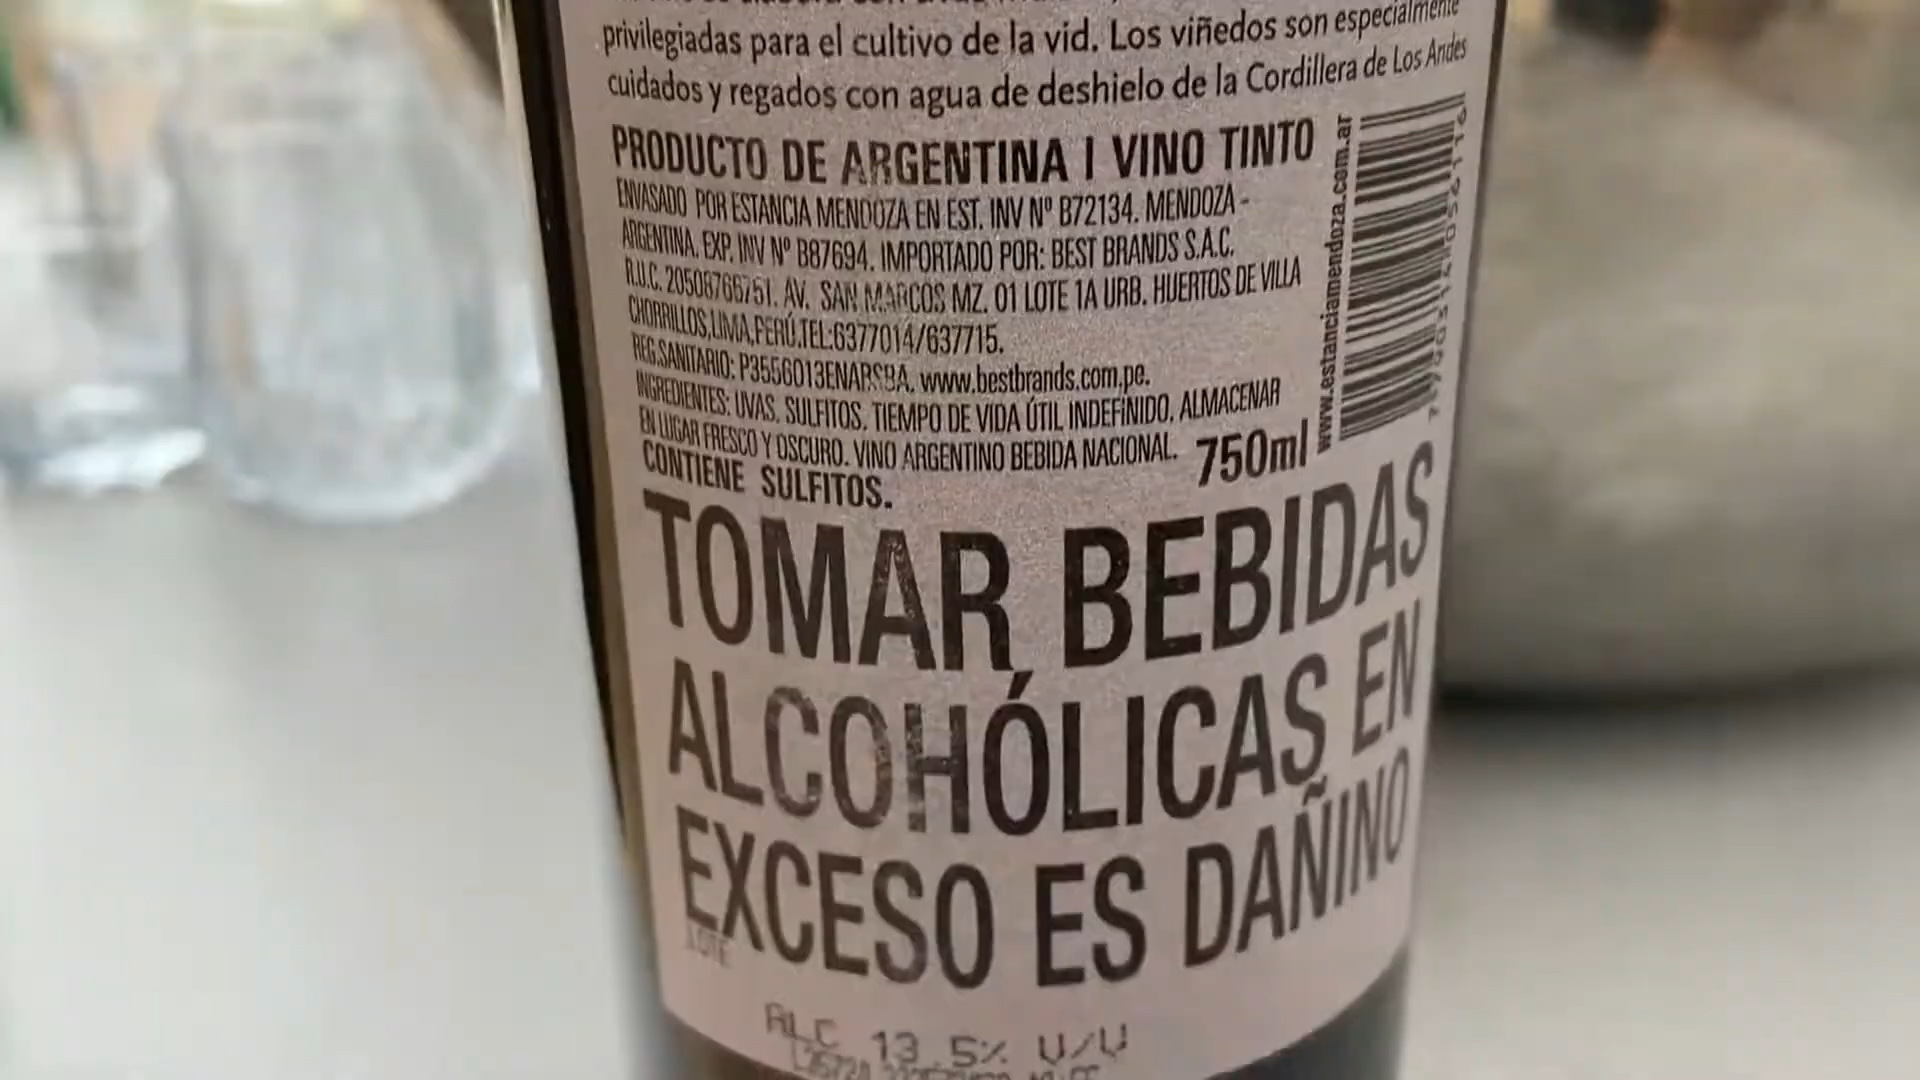 privilegiadas para el cultivo de la vid. Los viñedos son especialmente
cuidados y regados con agua de deshielo de la Cordillera de Los Andes
PRODUCTO DE ARGENTINA | VINO TINTO
ENVASADO POR ESTANCIA MENDOZA EN EST. INV Nº B72134. MENDOZA -
ARGENTINA. EXP. INV Nº B87694. IMPORTADO POR: BEST BRANDS S.A.C.
R.U.C. 20508766751. AV. SAN MARCOS MZ. 01 LOTE 1A URB. HUERTOS DE VILLA
CHORRILLOS,LIMA,PERÚ.TEL:6377014/637715.
REG.SANITARIO: P3556013ENARSBA. www.bestbrands.com.pe.
INGREDIENTES: UVAS, SULFITOS. TIEMPO DE VIDA ÚTIL INDEFINIDO. ALMACENAR
EN LUGAR FRESCO Y OSCURO. VINO ARGENTINO BEBIDA NACIONAL.
CONTIENE SULFITOS.
750ml
www.estanciamendoza.com.ar
TOMAR BEBIDAS
ALCOHÓLICAS EN
EXCESO ES DAÑINO
LOTE
ALC 13.5% V/V